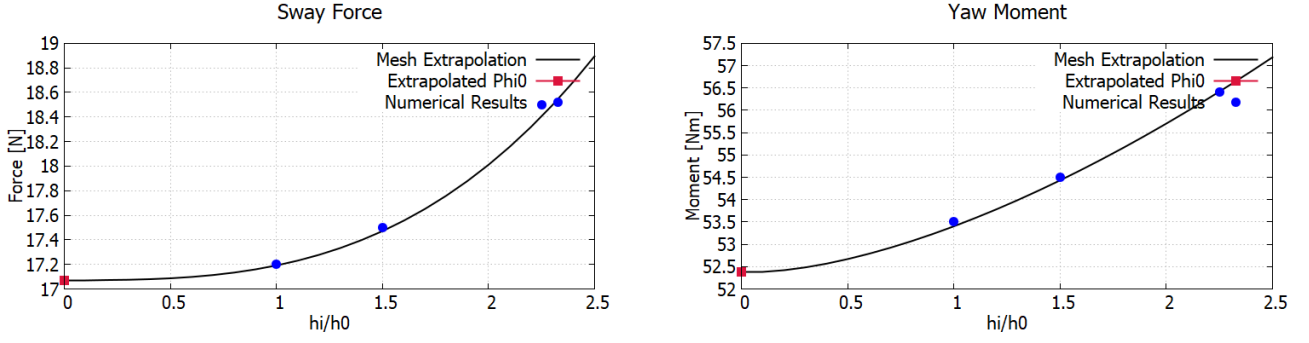 Sway Force
19
18.8
18.6
18.4
18.2
18
17.8
17.6
17.4
17.2
17
Force [N]
0 0.5 1 1.5 2 2.5
hi/h0
Mesh Extrapolation
Extrapolated Phi0
Numerical Results
Yaw Moment
57.5
57
56.5
56
55.5
55
54.5
54
53.5
53
52.5
52
Moment [Nm]
0 0.5 1 1.5 2 2.5
hi/h0
Mesh Extrapolation
Extrapolated Phi0
Numerical Results